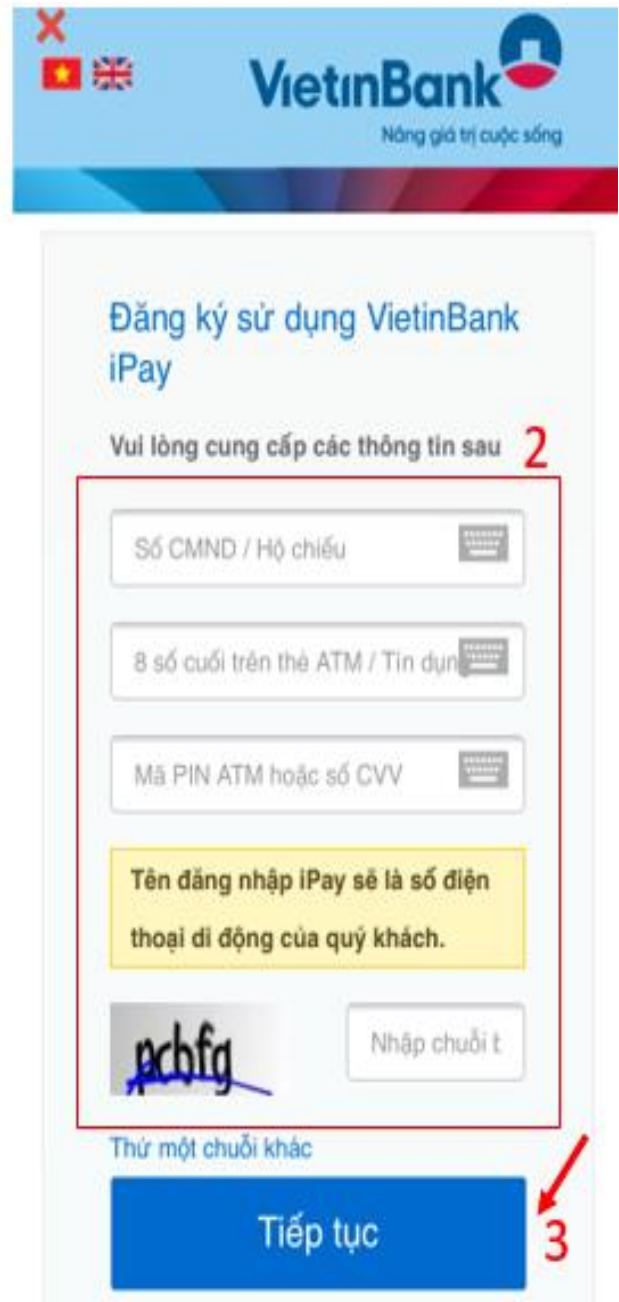 VietinBank
Nâng giá trị cuộc sống
Đăng ký sử dụng VietinBank
iPay
Vui lòng cung cấp các thông tin sau
2
Số CMND / Hộ chiếu
8 số cuối trên thẻ ATM / Tín dụng
Mã PIN ATM hoặc số CVV
Tên đăng nhập iPay sẽ là số điện
thoại di động của quý khách.
pcbfg
Nhập chuỗi t
Thử một chuỗi khác
Tiếp tục
3